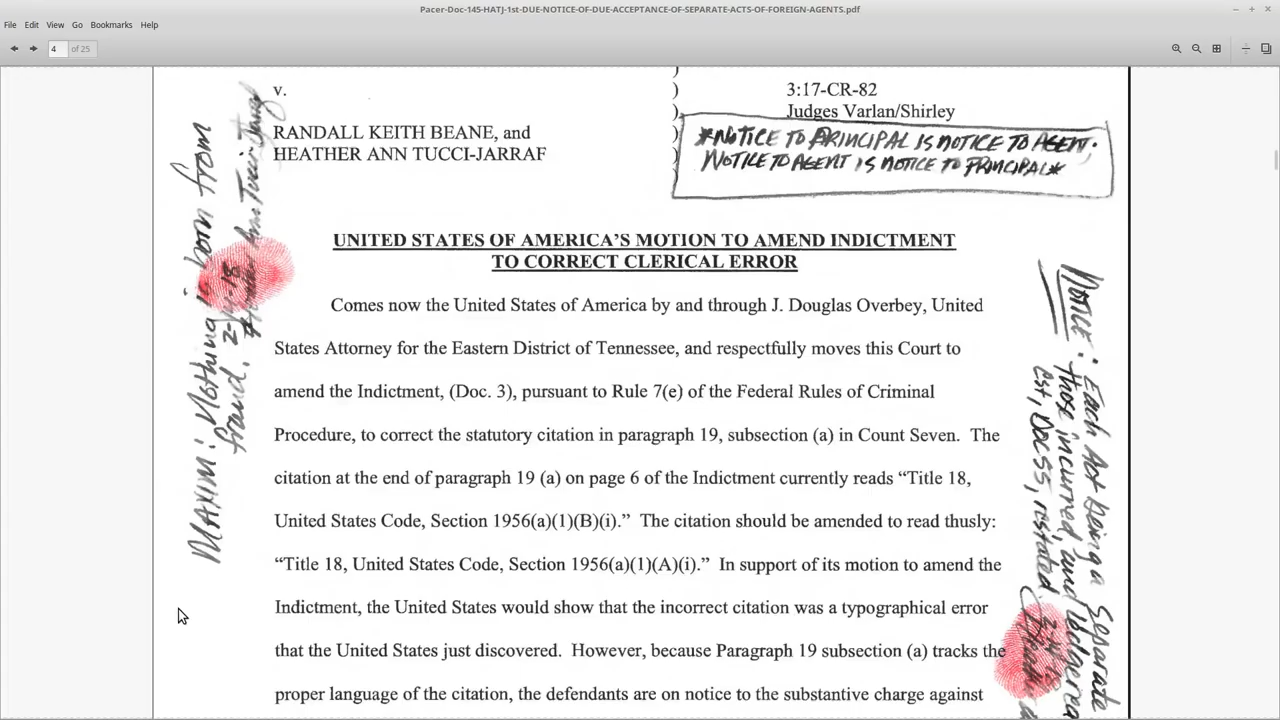 Pacer-Doc-145-HATJ-1st-DUE-NOTICE-OF-DUE-ACCEPTANCE-OF-SEPARATE-ACTS-OF-FOREIGN-AGENTS.pdf
File Edit View Go Bookmarks Help
4 of 25
v.
) 3:17-CR-82
) Judges Varlan/Shirley
RANDALL KEITH BEANE, and
HEATHER ANN TUCCI-JARRAF
*NOTICE TO PRINCIPAL IS NOTICE TO AGENT.
NOTICE TO AGENT IS NOTICE TO PRINCIPAL*
UNITED STATES OF AMERICA'S MOTION TO AMEND INDICTMENT
TO CORRECT CLERICAL ERROR
Comes now the United States of America by and through J. Douglas Overbey, United
States Attorney for the Eastern District of Tennessee, and respectfully moves this Court to
amend the Indictment, (Doc. 3), pursuant to Rule 7(e) of the Federal Rules of Criminal
Procedure, to correct the statutory citation in paragraph 19, subsection (a) in Count Seven. The
citation at the end of paragraph 19 (a) on page 6 of the Indictment currently reads “Title 18,
United States Code, Section 1956(a)(1)(B)(i).” The citation should be amended to read thusly:
“Title 18, United States Code, Section 1956(a)(1)(A)(i).” In support of its motion to amend the
Indictment, the United States would show that the incorrect citation was a typographical error
that the United States just discovered. However, because Paragraph 19 subsection (a) tracks the
proper language of the citation, the defendants are on notice to the substantive charge against
MAXIM: Nothing is born from
fraud.
NOTICE: Each Act being a separate
those incurred, and
Est, DOC 55, restated